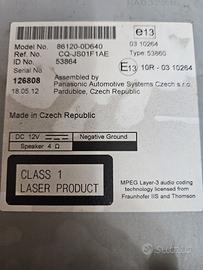 Model No. 86120-0D640
Ref. No. CQ-JS01F1AE
ID No. 53864
Serial No
126808
18.05.12
Assembled by
Panasonic Automotive Systems Czech s.r.o.
Pardubice, Czech Republic
e13
03 10264
Type: 53860
E13 10R - 03 10264
Made in Czech Republic
DC 12V Negative Ground
Speaker 4 Ω
CLASS 1
LASER PRODUCT
MPEG Layer-3 audio coding
technology licensed from
Fraunhofer IIS and Thomson
subito